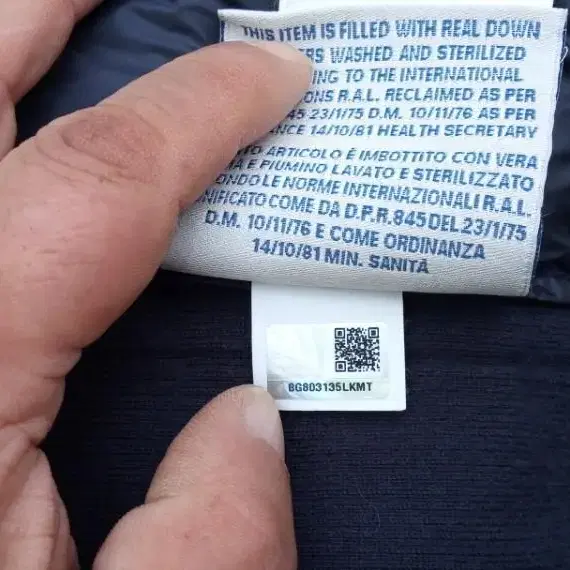 THIS ITEM IS FILLED WITH REAL DOWN
WASHED AND STERILIZED
TO THE INTERNATIONAL
R.A.L. RECLAIMED AS PER
45-23/1/75 D.M. 10/11/76 AS PER
14/10/81 HEALTH SECRETARY
ARTICOLO È IMBOTTITO CON VERA
E PIUMINO LAVATO E STERILIZZATO
LE NORME INTERNAZIONALI R.A.L.
COME DA D.P.R. 845 DEL 23/1/75
D.M. 10/11/76 E COME ORDINANZA
14/10/81 MIN. SANITÀ
8G803135LKMT